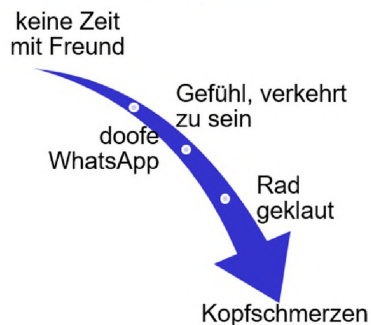 keine Zeit
mit Freund
Gefühl, verkehrt
zu sein
doofe
WhatsApp
Rad
geklaut
Kopfschmerzen